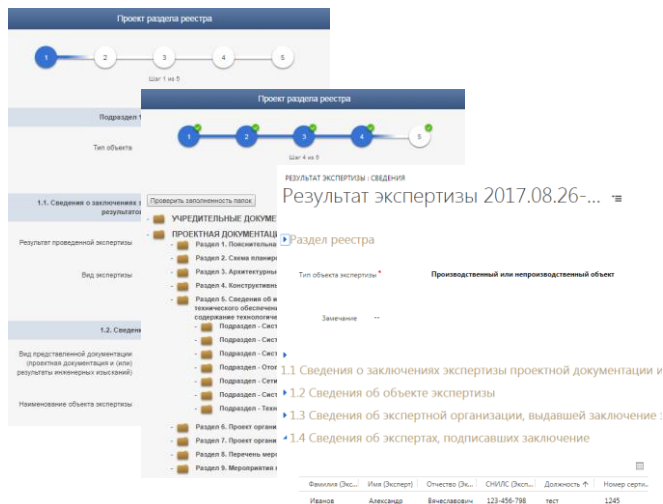 Проект раздела реестра
1 2 3 4 5
Шаг 1 из 5
Подраздел 1
Тип объекта
1.1. Сведения о заключениях
Результат проведенной экспертизы
Вид экспертизы
1.2. Сведен
Вид представленной документации
(проектная документация и (или)
результаты инженерных изысканий)
Наименование объекта экспертизы
Проект раздела реестра
1 2 3 4 5
Шаг 4 из 5
Проверить заполненность папок
УЧРЕДИТЕЛЬНЫЕ ДОКУМЕ
ПРОЕКТНАЯ ДОКУМЕНТАЦИ
Раздел 1. Пояснительна
Раздел 2. Схема планиро
Раздел 3. Архитектурны
Раздел 4. Конструктивны
Раздел 5. Сведения об и
технического обеспечени
содержание технологиче
Подраздел - Сист
Подраздел - Сист
Подраздел - Сист
Подраздел - Отоп
Подраздел - Сети
Подраздел - Сист
Подраздел - Техн
Раздел 6. Проект органи
Раздел 7. Проект органи
Раздел 8. Перечень меро
Раздел 9. Мероприятия п
РЕЗУЛЬТАТ ЭКСПЕРТИЗЫ : СВЕДЕНИЯ
Результат экспертизы 2017.08.26-...
Раздел реестра
Тип объекта экспертизы * Производственный или непроизводственный объект
Замечание --
1.1 Сведения о заключениях экспертизы проектной документации и
1.2 Сведения об объекте экспертизы
1.3 Сведения об экспертной организации, выдавшей заключение э
1.4 Сведения об экспертах, подписавших заключение
Фамилия (Экс... Имя (Эксперт) Отчество (Эк... СНИЛС (Эксп... Должность ↑ Номер серти...
Иванов Александр Вячеславович 123-456-798 тест 1245